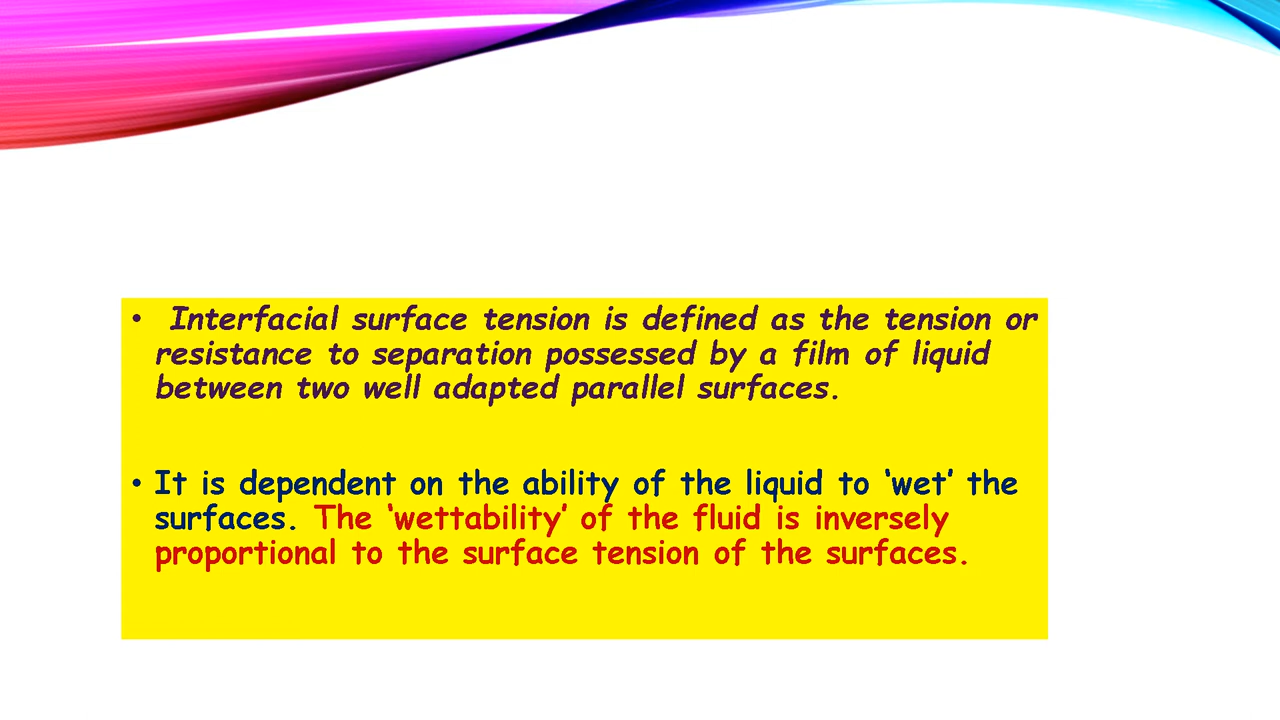 • Interfacial surface tension is defined as the tension or
resistance to separation possessed by a film of liquid
between two well adapted parallel surfaces.
• It is dependent on the ability of the liquid to ‘wet’ the
surfaces. The ‘wettability’ of the fluid is inversely
proportional to the surface tension of the surfaces.